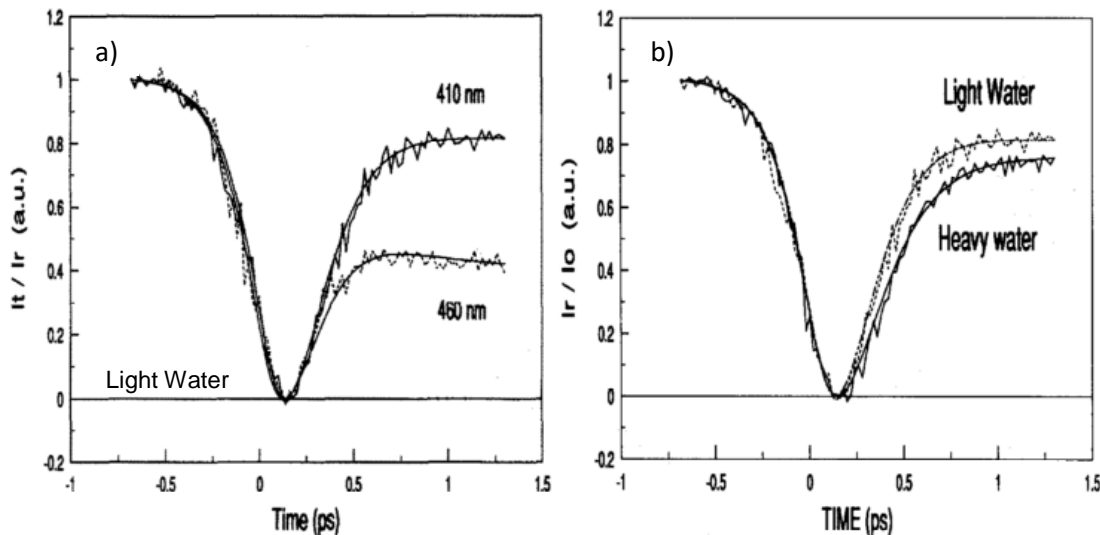 a)
1.2
1
0.8
0.6
0.4
0.2
0
-0.2
-1
-0.5
0
0.5
1
1.5
It / Ir (a.u.)
Time (ps)
410 nm
460 nm
Light Water
b)
1.2
1
0.8
0.6
0.4
0.2
0
-0.2
-1
-0.5
0
0.5
1
1.5
Ir / Io (a.u.)
TIME (ps)
Light Water
Heavy water